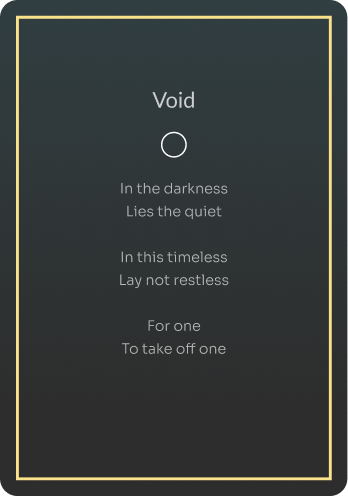 Void
In the darkness
Lies the quiet
In this timeless
Lay not restless
For one
To take off one